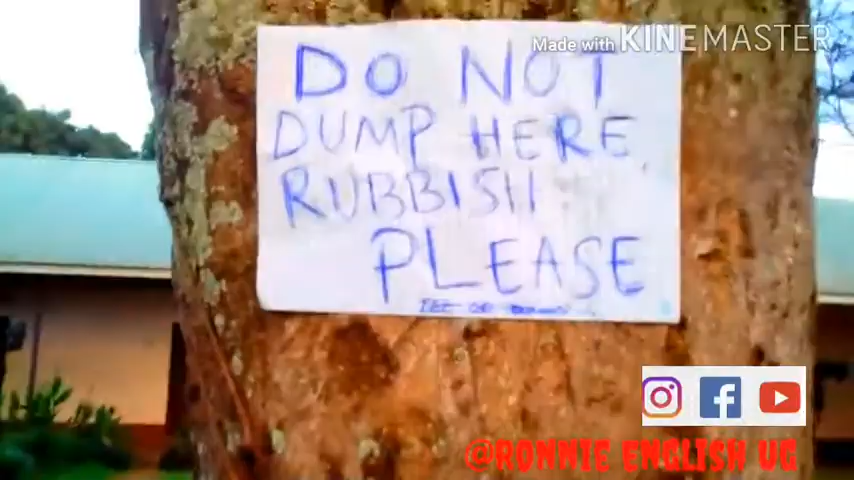 Made with KINEMASTER
DO NOT
DUMP HERE,
RUBBISH
PLEASE
@RONNIE ENGLISH UG